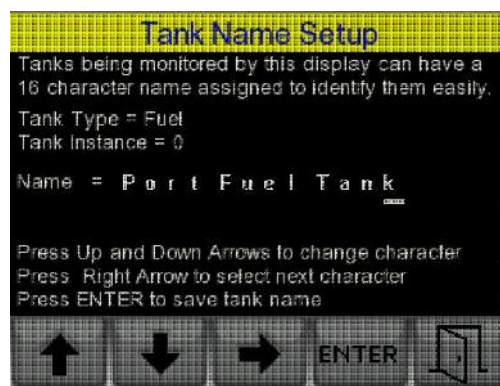 Tank Name Setup
Tanks being monitored by this display can have a
16 character name assigned to identify them easily.
Tank Type = Fuel
Tank Instance = 0
Name = Port Fuel Tank
Press Up and Down Arrows to change character
Press Right Arrow to select next character
Press ENTER to save tank name
ENTER